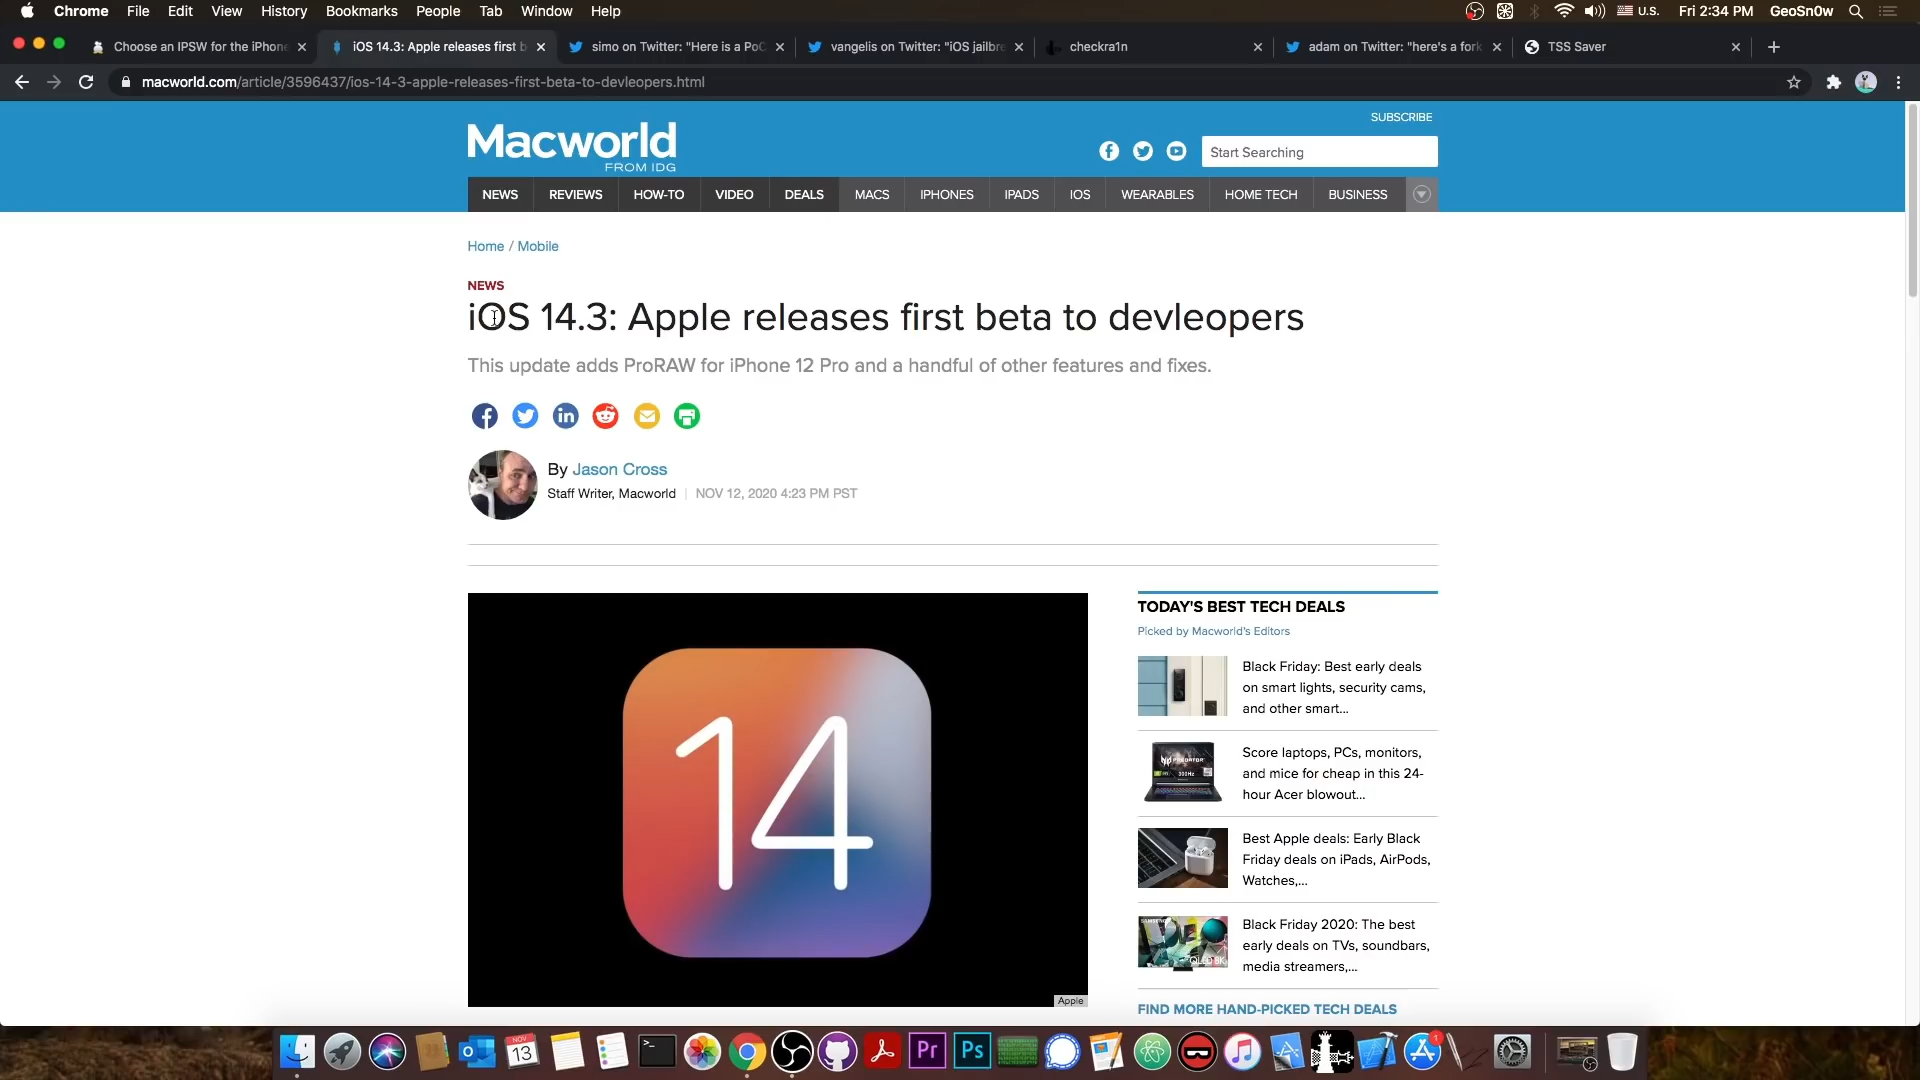 Chrome File Edit View History Bookmarks People Tab Window Help U.S. Fri 2:34 PM GeoSn0w
Choose an IPSW for the iPhone iOS 14.3: Apple releases first b simo on Twitter: "Here is a PoC vangelis on Twitter: "iOS jailbre checkra1n adam on Twitter: "here's a fork TSS Saver
macworld.com/article/3596437/ios-14-3-apple-releases-first-beta-to-devleopers.html
SUBSCRIBE
Macworld
FROM IDG
Start Searching
NEWS REVIEWS HOW-TO VIDEO DEALS MACS IPHONES IPADS IOS WEARABLES HOME TECH BUSINESS
Home / Mobile
NEWS
iOS 14.3: Apple releases first beta to devleopers
This update adds ProRAW for iPhone 12 Pro and a handful of other features and fixes.
By Jason Cross
Staff Writer, Macworld | NOV 12, 2020 4:23 PM PST
14
Apple
TODAY'S BEST TECH DEALS
Picked by Macworld's Editors
Black Friday: Best early deals
on smart lights, security cams,
and other smart...
Score laptops, PCs, monitors,
and mice for cheap in this 24-
hour Acer blowout...
Best Apple deals: Early Black
Friday deals on iPads, AirPods,
Watches,...
Black Friday 2020: The best
early deals on TVs, soundbars,
media streamers,...
FIND MORE HAND-PICKED TECH DEALS
NOV
13
Pr
Ps
1